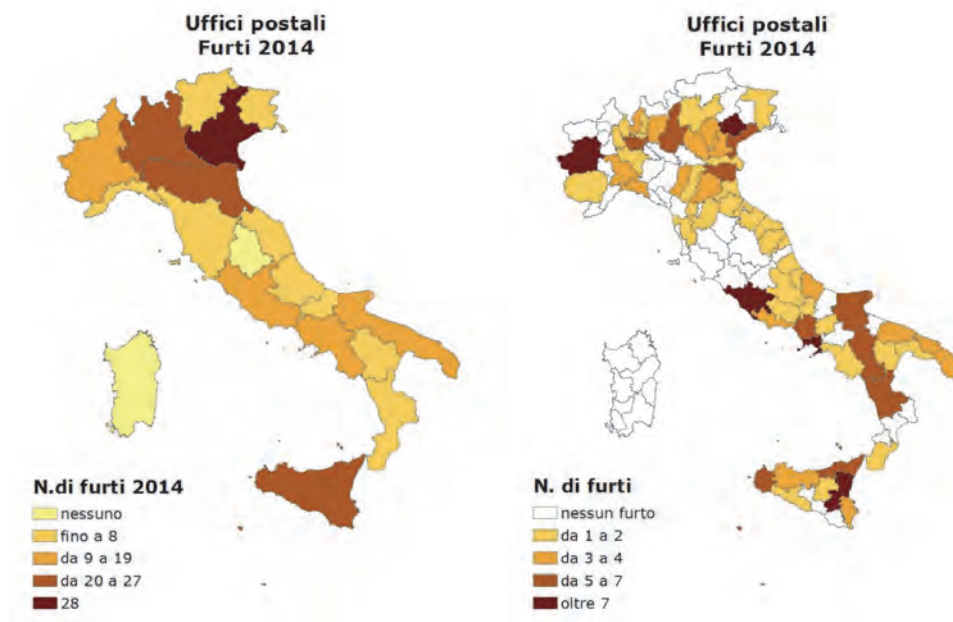 Uffici postali
Furti 2014
N.di furti 2014
nessuno
fino a 8
da 9 a 19
da 20 a 27
28
Uffici postali
Furti 2014
N. di furti
nessun furto
da 1 a 2
da 3 a 4
da 5 a 7
oltre 7